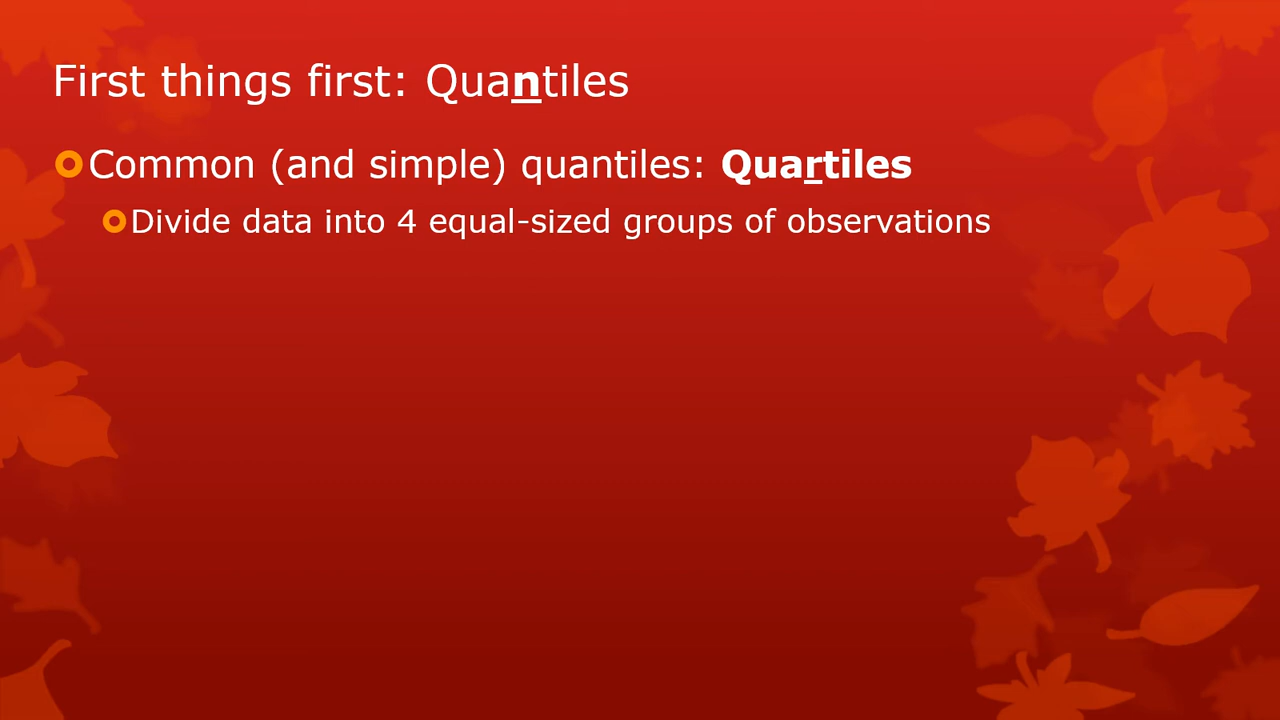 First things first: Quantiles
Common (and simple) quantiles: Quartiles
Divide data into 4 equal-sized groups of observations